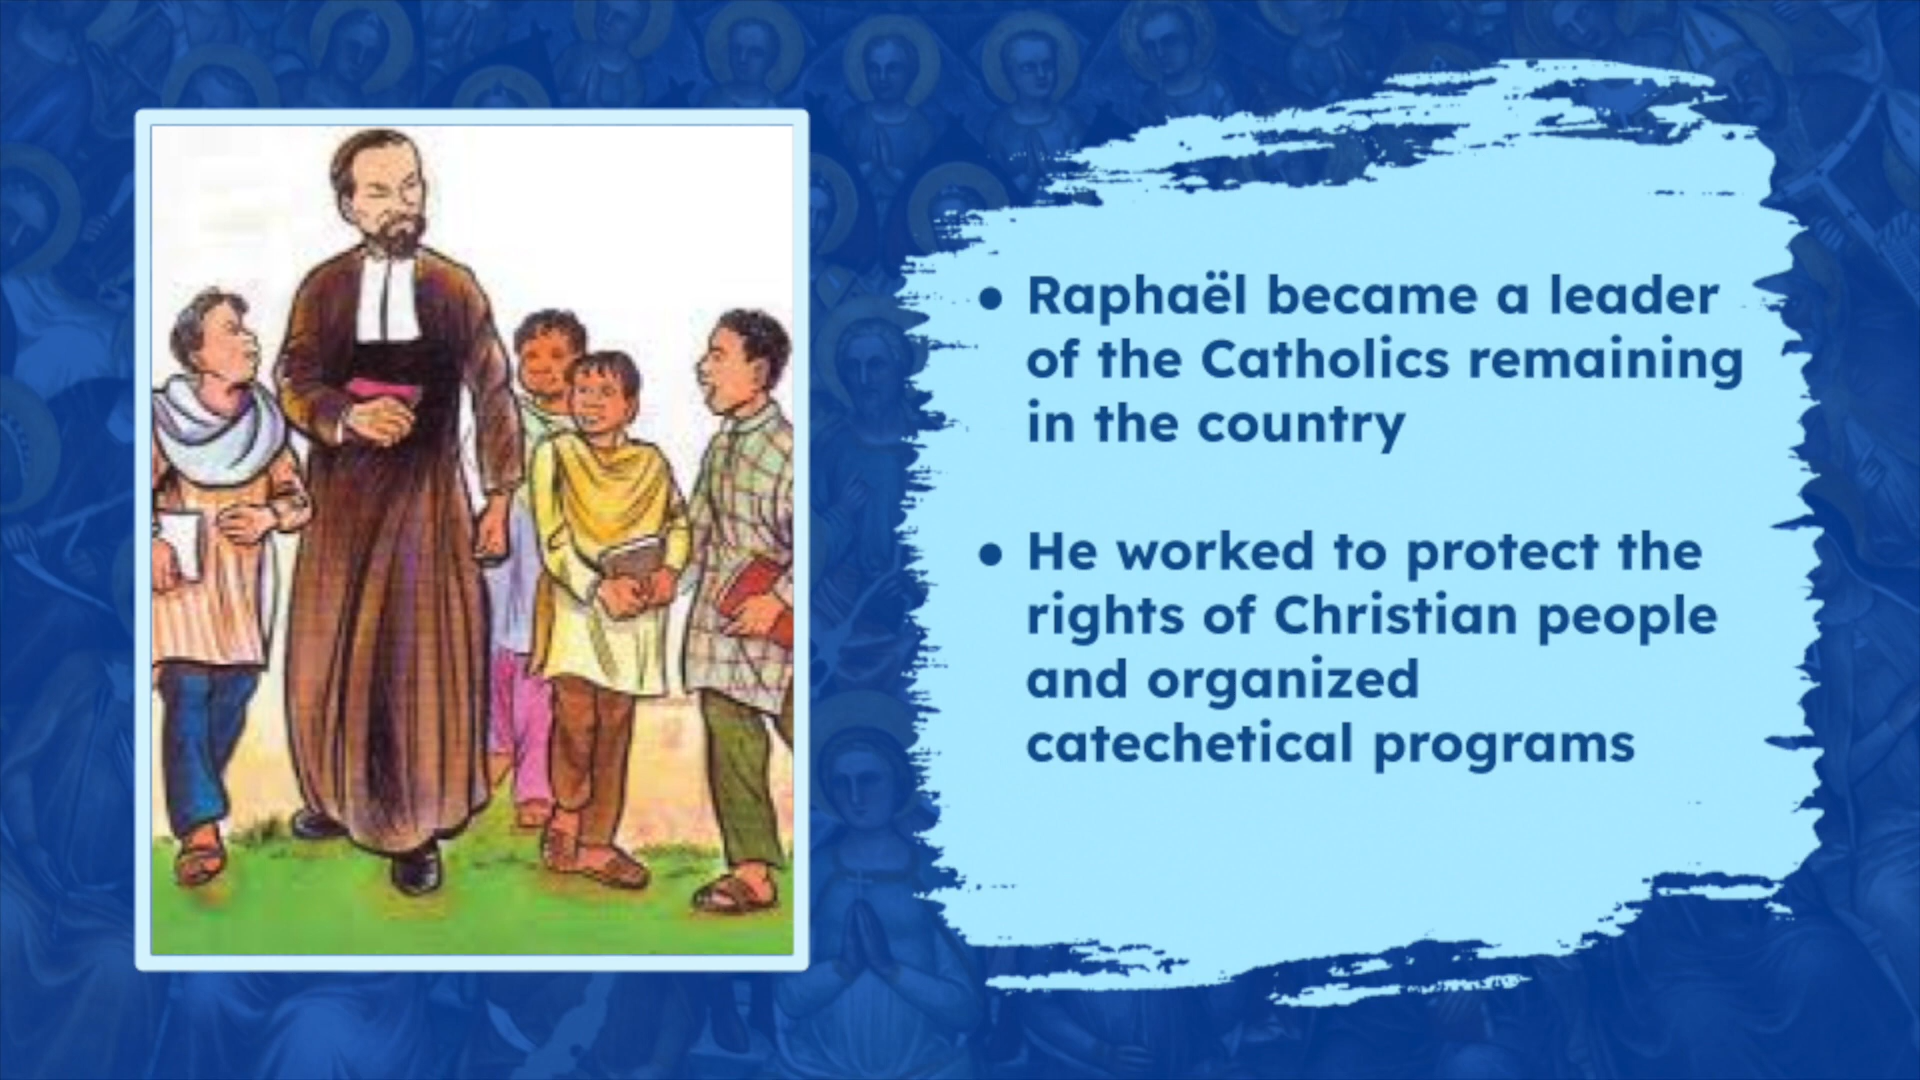 • Raphaël became a leader
of the Catholics remaining
in the country
• He worked to protect the
rights of Christian people
and organized
catechetical programs